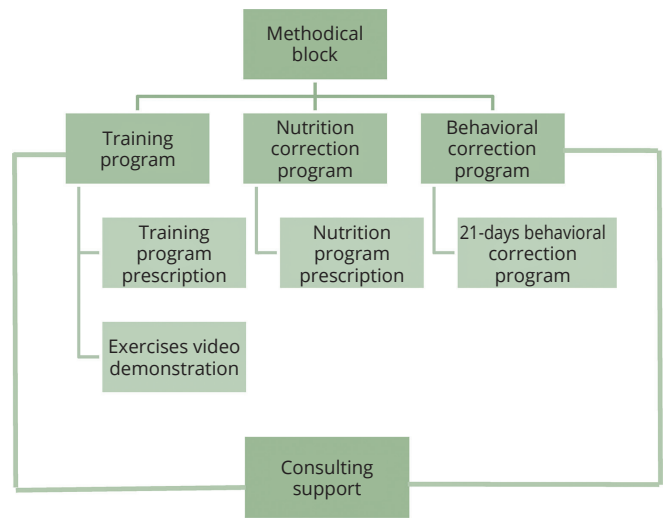 Methodical
block
Training
program
Nutrition
correction
program
Behavioral
correction
program
Training
program
prescription
Nutrition
program
prescription
21-days behavioral
correction
program
Exercises video
demonstration
Consulting
support